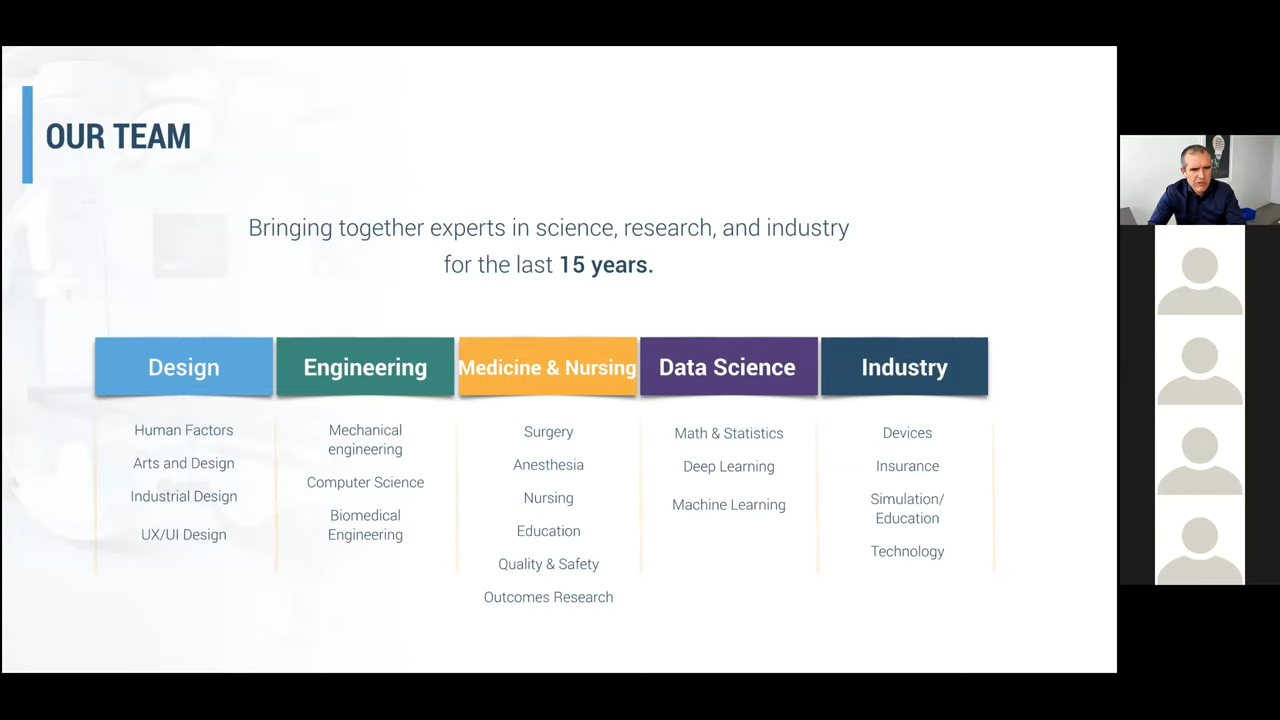 OUR TEAM
Bringing together experts in science, research, and industry
for the last 15 years.
Design
Human Factors
Arts and Design
Industrial Design
UX/UI Design
Engineering
Mechanical
engineering
Computer Science
Biomedical
Engineering
Medicine & Nursing
Surgery
Anesthesia
Nursing
Education
Quality & Safety
Outcomes Research
Data Science
Math & Statistics
Deep Learning
Machine Learning
Industry
Devices
Insurance
Simulation/
Education
Technology